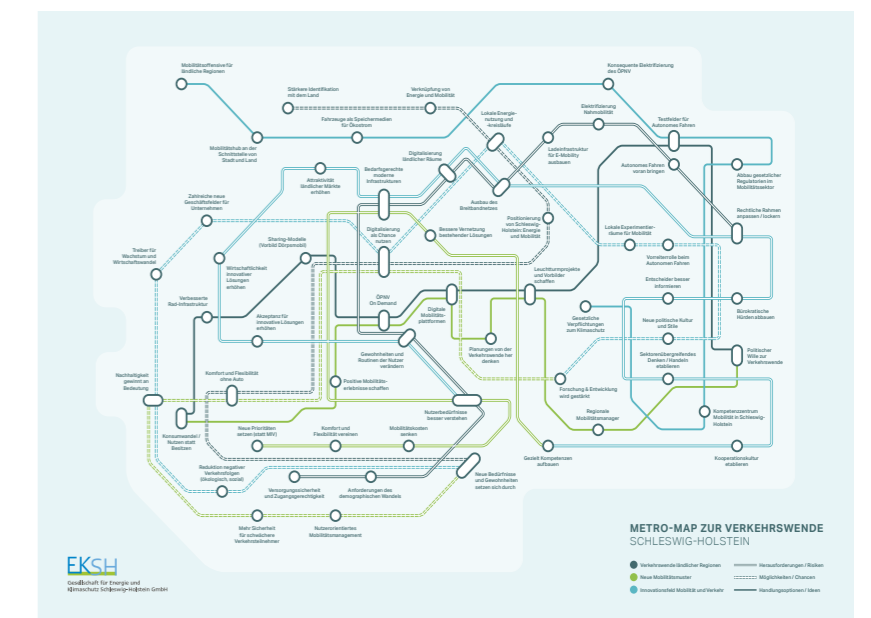 Mobilitätsoffensive für
ländliche Regionen
Konsequente Elektrifizierung
des ÖPNV
Stärkere Identifikation
mit dem Land
Verknüpfung von
Energie und Mobilität
Fahrzeuge als Speichermedien
für Ökostrom
Lokale Energie-
nutzung und
-kreisläufe
Elektrifizierung
Nahmobilität
Testfelder für
Autonomes Fahren
Mobilitätshub an der
Schnittstelle von
Stadt und Land
Digitalisierung
ländlicher Räume
Ladeinfrastruktur
für E-Mobility
ausbauen
Autonomes Fahren
voran bringen
Abbau gesetzlicher
Regulatorien im
Mobilitätssektor
Attraktivität
ländlicher Märkte
erhöhen
Bedarfsgerechte
moderne
Infrastrukturen
Ausbau des
Breitbandnetzes
Zahlreiche neue
Geschäftsfelder für
Unternehmen
Digitalisierung
als Chance
nutzen
Bessere Vernetzung
bestehender Lösungen
Positionierung
von Schleswig-
Holstein: Energie
und Mobilität
Lokale Experimentier-
räume für Mobilität
Rechtliche Rahmen
anpassen / lockern
Sharing-Modelle
(Vorbild Dörpsmobil)
Treiber für
Wachstum und
Wirtschaftswandel
Wirtschaftlichkeit
innovativer
Lösungen
erhöhen
Leuchtturmprojekte
und Vorbilder
schaffen
Vorreiterrolle beim
Autonomen Fahren
Entscheider besser
informieren
Verbesserte
Rad-Infrastruktur
Akzeptanz für
innovative Lösungen
erhöhen
ÖPNV
On Demand
Digitale
Mobilitäts-
plattformen
Gesetzliche
Verpflichtungen
zum Klimaschutz
Bürokratische
Hürden abbauen
Neue politische Kultur
und Stile
Gewohnheiten und
Routinen der Nutzer
verändern
Planungen von der
Verkehrswende her
denken
Sektorenübergreifendes
Denken / Handeln
etablieren
Politischer
Wille zur
Verkehrswende
Nachhaltigkeit
gewinnt an
Bedeutung
Komfort und Flexibilität
ohne Auto
Positive Mobilitäts-
erlebnisse schaffen
Forschung & Entwicklung
wird gestärkt
Nutzerbedürfnisse
besser verstehen
Regionale
Mobilitätsmanager
Kompetenzzentrum
Mobilität in Schleswig-
Holstein
Konsumwandel /
Nutzen statt
Besitzen
Neue Prioritäten
setzen (statt MIV)
Komfort und
Flexibilität vereinen
Mobilitätskosten
senken
Gezielt Kompetenzen
aufbauen
Kooperationskultur
etablieren
Reduktion negativer
Verkehrsfolgen
(ökologisch, sozial)
Versorgungssicherheit
und Zugangsgerechtigkeit
Anforderungen des
demographischen Wandels
Neue Bedürfnisse
und Gewohnheiten
setzen sich durch
Mehr Sicherheit
für schwächere
Verkehrsteilnehmer
Nutzerorientiertes
Mobilitätsmanagement
METRO-MAP ZUR VERKEHRSWENDE
SCHLESWIG-HOLSTEIN
Verkehrswende ländlicher Regionen
Herausforderungen / Risiken
Neue Mobilitätsmuster
Möglichkeiten / Chancen
Innovationsfeld Mobilität und Verkehr
Handlungsoptionen / Ideen
EKSH
Gesellschaft für Energie und
Klimaschutz Schleswig-Holstein GmbH